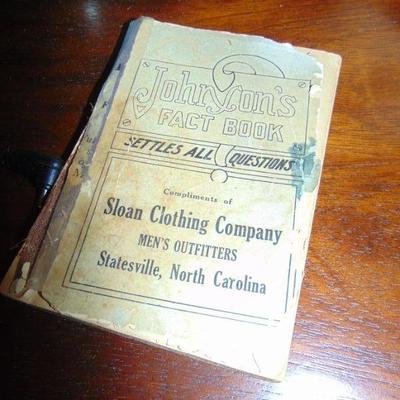 Johnson's
FACT BOOK
SETTLES ALL QUESTIONS
Compliments of
Sloan Clothing Company
MEN'S OUTFITTERS
Statesville, North Carolina